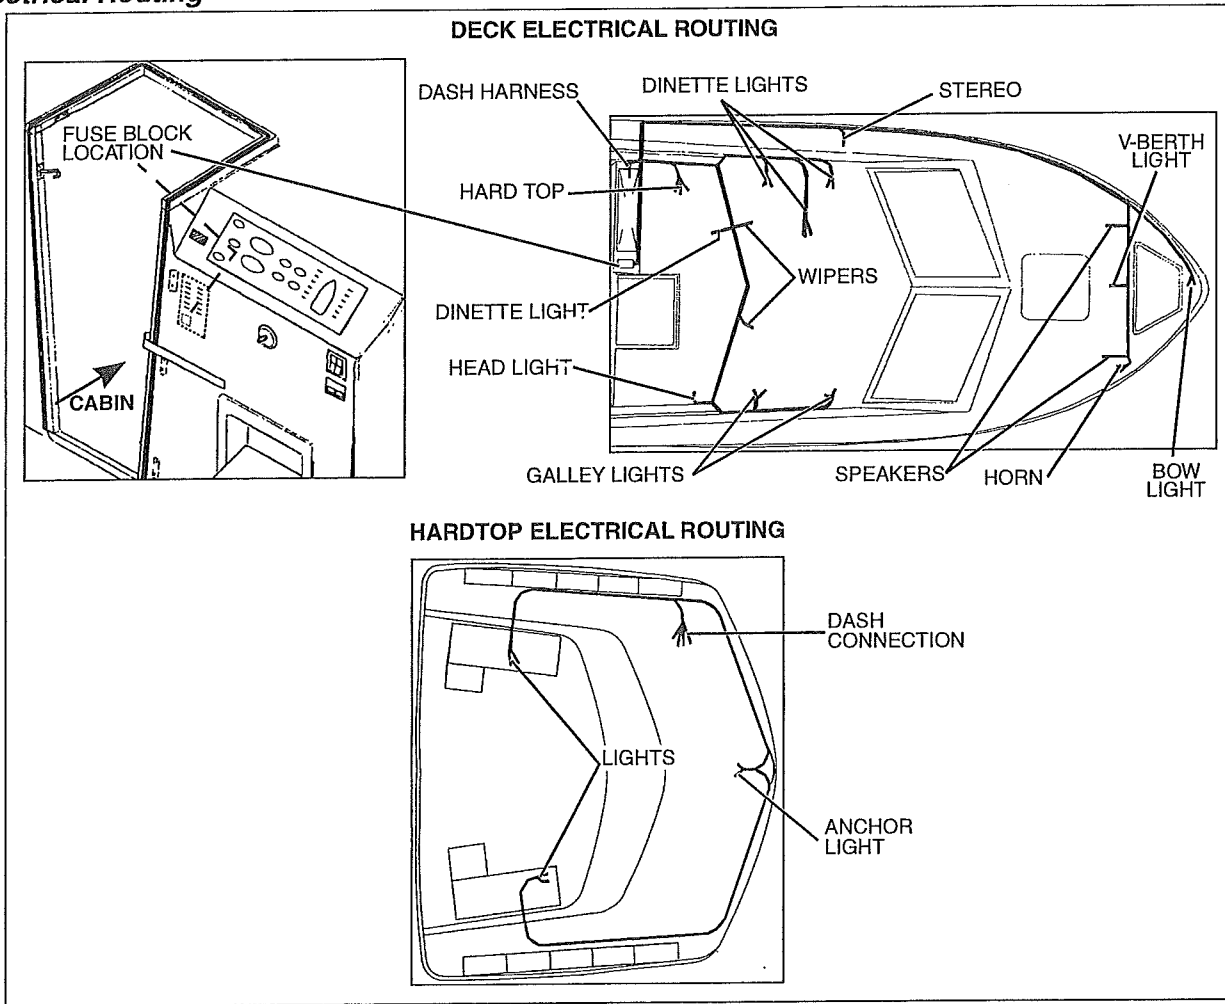 DECK ELECTRICAL ROUTING
FUSE BLOCK
LOCATION
CABIN
DASH HARNESS
DINETTE LIGHTS
STEREO
V-BERTH
LIGHT
HARD TOP
WIPERS
DINETTE LIGHT
HEAD LIGHT
GALLEY LIGHTS
SPEAKERS
HORN
BOW
LIGHT
HARDTOP ELECTRICAL ROUTING
DASH
CONNECTION
LIGHTS
ANCHOR
LIGHT